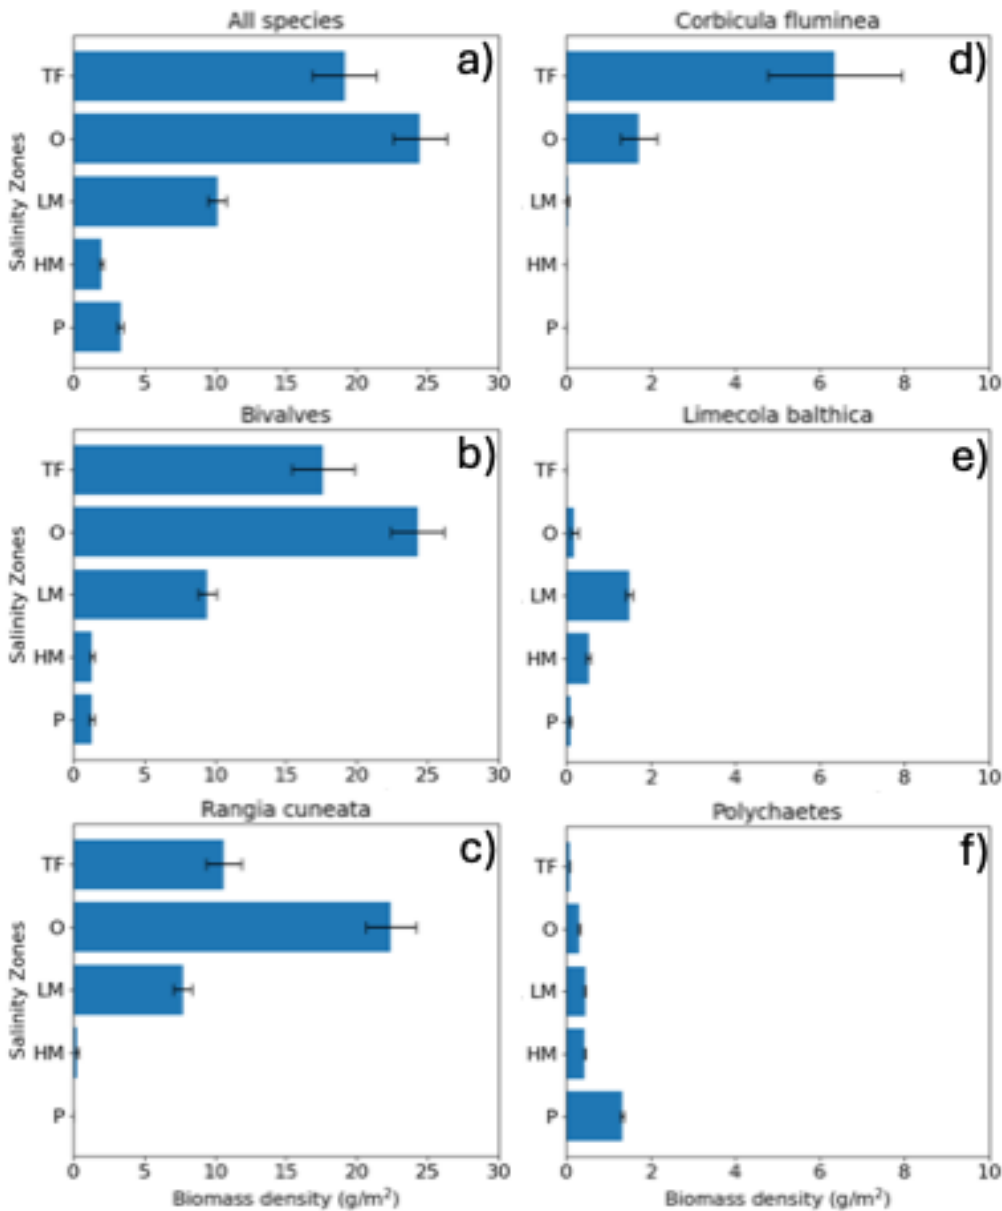 All species
a)
TF
O
LM
HM
P
Salinity Zones
0 5 10 15 20 25 30
Corbicula fluminea
d)
TF
O
LM
HM
P
0 2 4 6 8 10
Bivalves
b)
TF
O
LM
HM
P
Salinity Zones
0 5 10 15 20 25 30
Limecola balthica
e)
TF
O
LM
HM
P
0 2 4 6 8 10
Rangia cuneata
c)
TF
O
LM
HM
P
Salinity Zones
0 5 10 15 20 25 30
Biomass density (g/m²)
Polychaetes
f)
TF
O
LM
HM
P
0 2 4 6 8 10
Biomass density (g/m²)